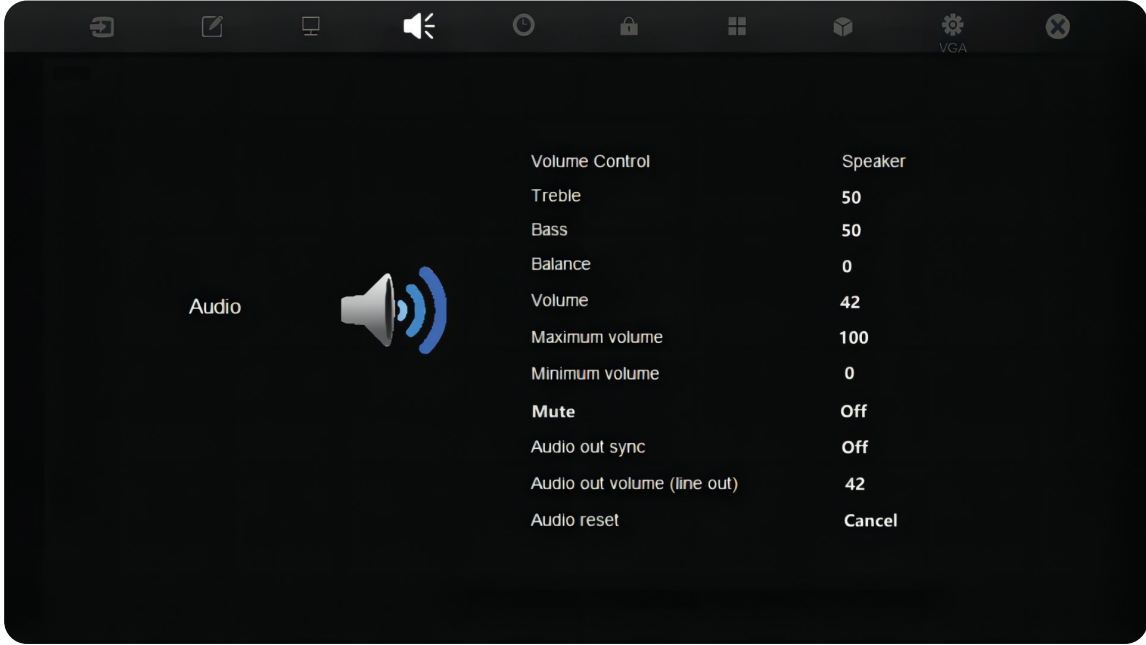 VGA
Volume Control Speaker
Treble 50
Bass 50
Balance 0
Audio
Volume 42
Maximum volume 100
Minimum volume 0
Mute Off
Audio out sync Off
Audio out volume (line out) 42
Audio reset Cancel